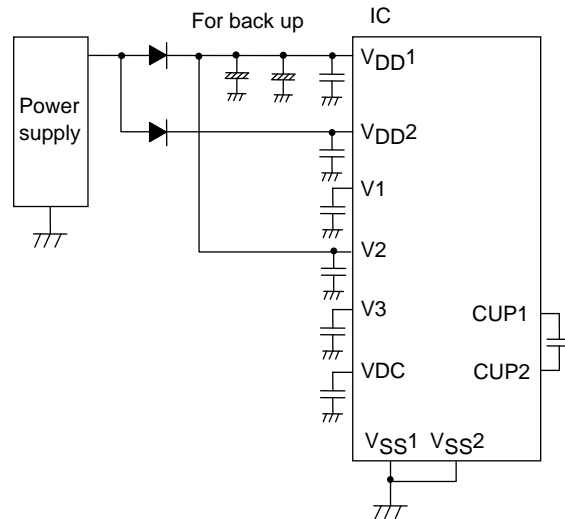 For back up
IC
Power
supply
VDD1
VDD2
V1
V2
V3
VDC
CUP1
CUP2
VSS1 VSS2